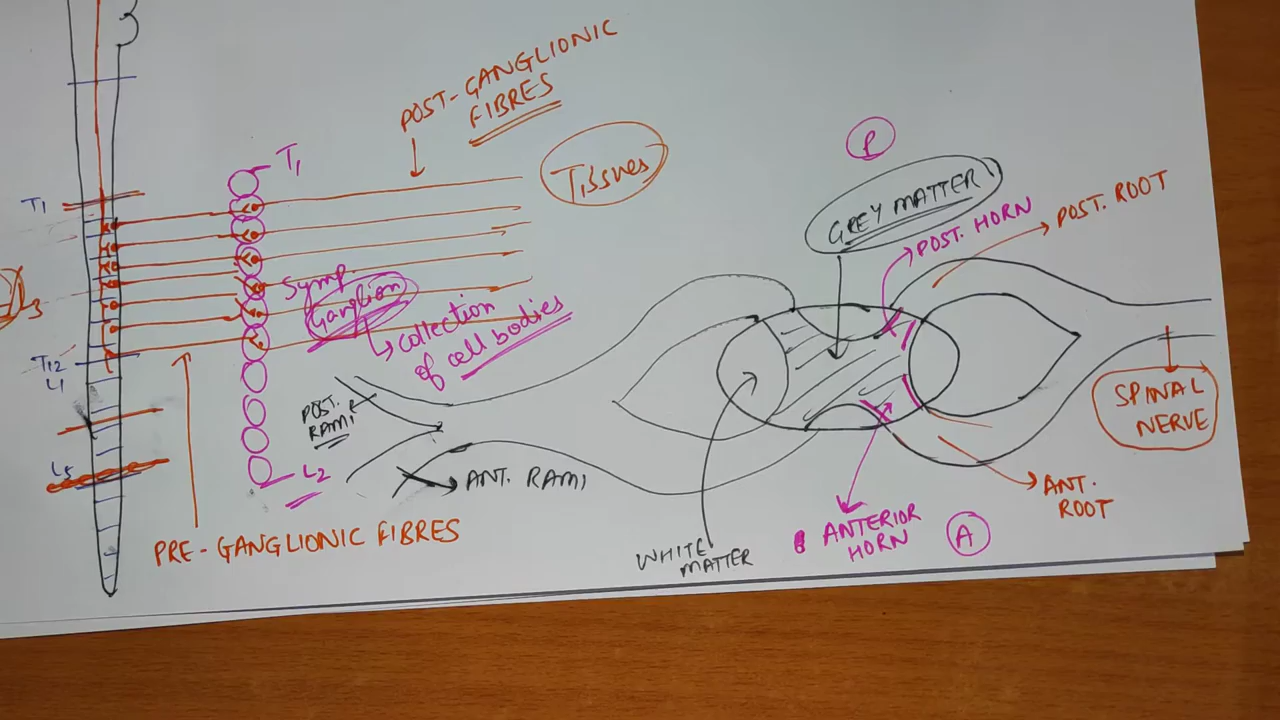 POST-GANGLIONIC
FIBRES
T1
Tissues
P
GREY MATTER
POST. HORN
POST. ROOT
T1
Symp.
Ganglion
collection
of cell bodies
3
T12
L1
POST.
RAMI
SPINAL
NERVE
L5
L2
ANT. RAMI
ANT.
ROOT
ANTERIOR
HORN
A
PRE-GANGLIONIC FIBRES
WHITE
MATTER